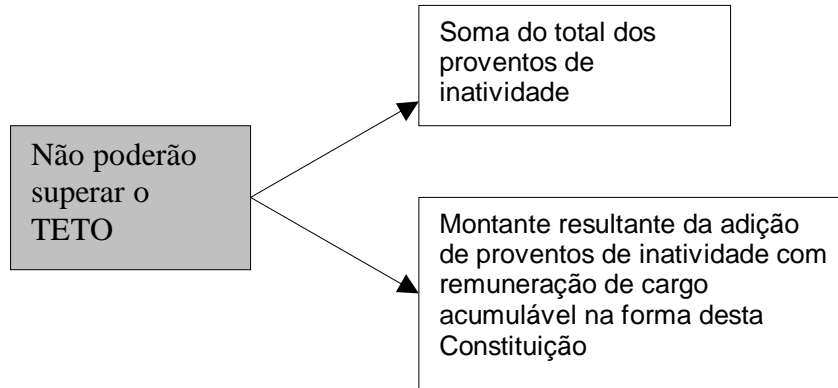 Soma do total dos
proventos de
inatividade
Não poderão
superar o
TETO
Montante resultante da adição
de proventos de inatividade com
remuneração de cargo
acumulável na forma desta
Constituição